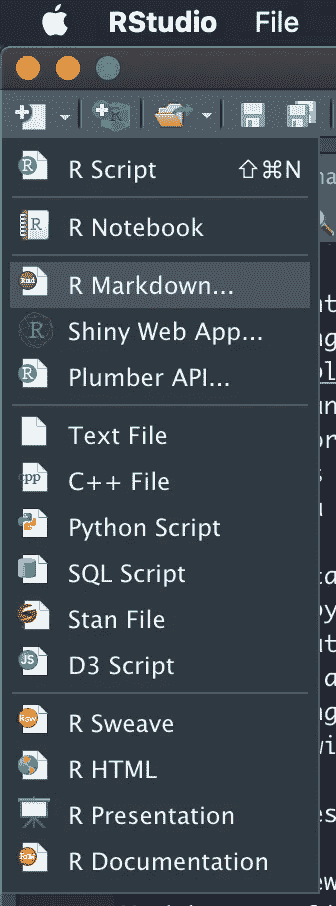 RStudio File
R Script ⇧⌘N
R Notebook
R Markdown...
Shiny Web App...
Plumber API...
Text File
C++ File
Python Script
SQL Script
Stan File
D3 Script
R Sweave
R HTML
R Presentation
R Documentation